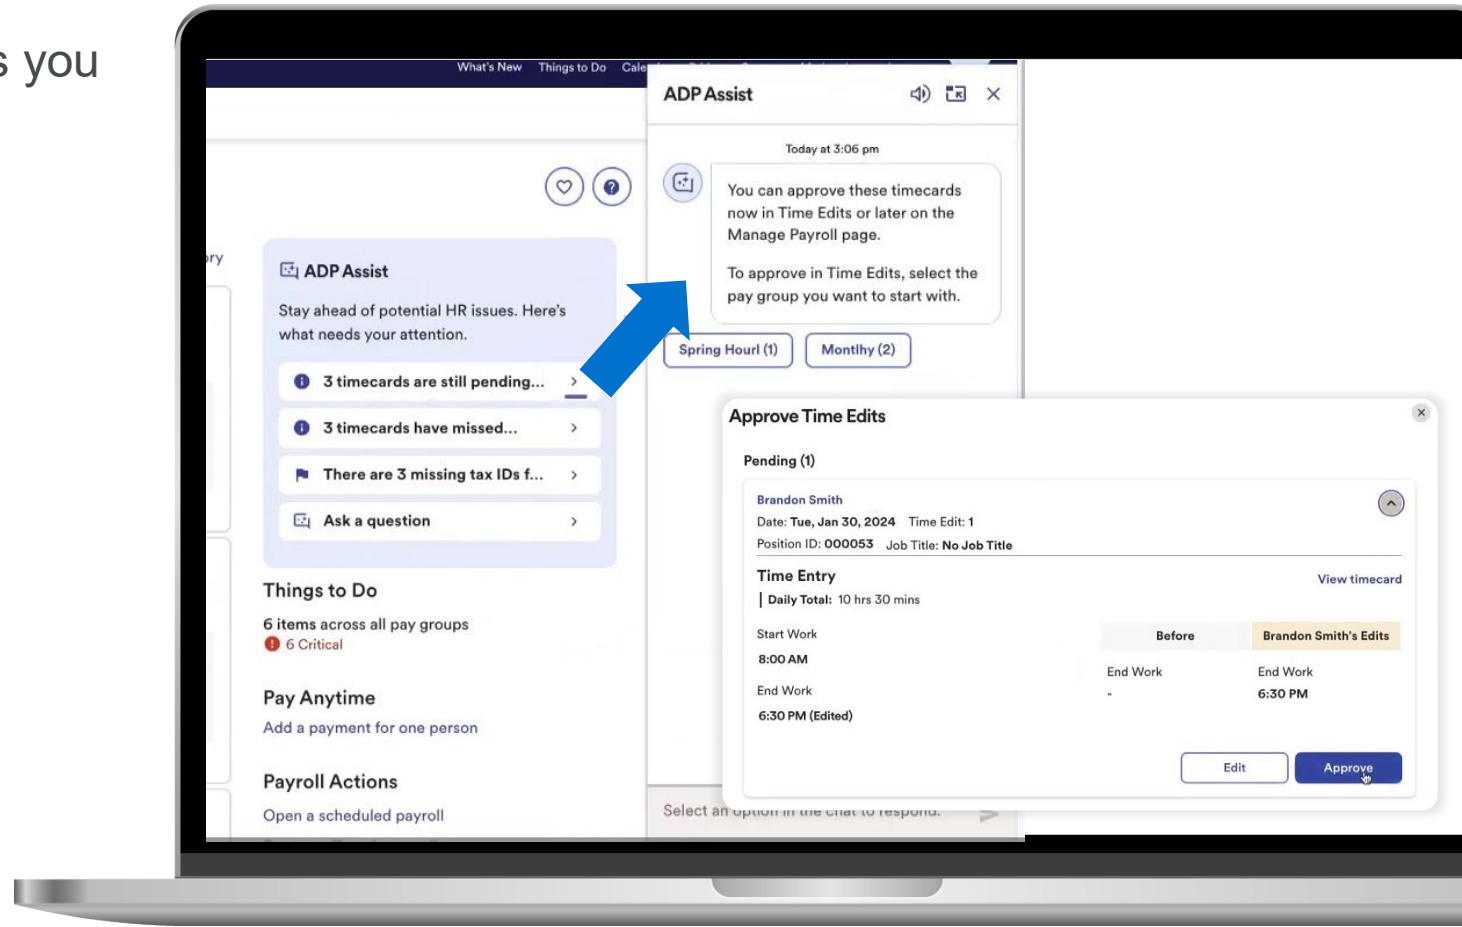 s you
What's New Things to Do
ADP Assist
Today at 3:06 pm
You can approve these timecards
now in Time Edits or later on the
Manage Payroll page.
To approve in Time Edits, select the
pay group you want to start with.
Spring Hourl (1) Montlhy (2)
ory
ADP Assist
Stay ahead of potential HR issues. Here's
what needs your attention.
3 timecards are still pending...
3 timecards have missed...
There are 3 missing tax IDs f...
Ask a question
Things to Do
6 items across all pay groups
6 Critical
Pay Anytime
Add a payment for one person
Payroll Actions
Open a scheduled payroll
Approve Time Edits
Pending (1)
Brandon Smith
Date: Tue, Jan 30, 2024 Time Edit: 1
Position ID: 000053 Job Title: No Job Title
Time Entry
View timecard
Daily Total: 10 hrs 30 mins
Start Work
8:00 AM
End Work
6:30 PM (Edited)
Before Brandon Smith's Edits
End Work End Work
- 6:30 PM
Edit Approve
Select an option in the chat to respond.